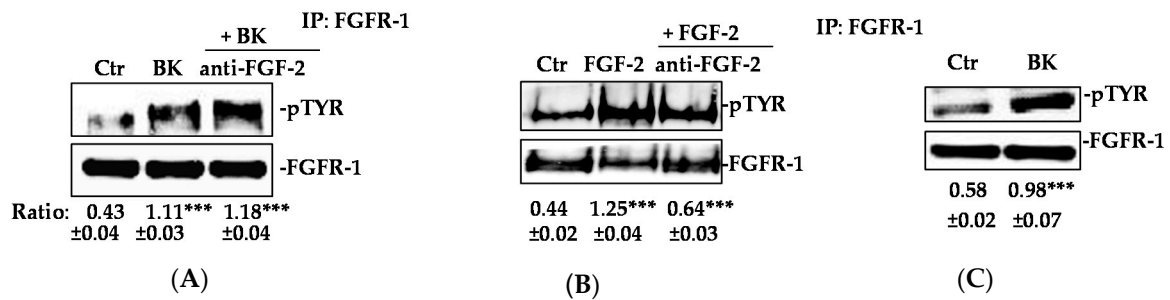 IP: FGFR-1
+ BK
Ctr BK anti-FGF-2
-pTYR
-FGFR-1
Ratio: 0.43 1.11*** 1.18***
±0.04 ±0.03 ±0.04
(A)
IP: FGFR-1
+ FGF-2
Ctr FGF-2 anti-FGF-2
-pTYR
-FGFR-1
0.44 1.25*** 0.64***
±0.02 ±0.04 ±0.03
(B)
Ctr BK
-pTYR
-FGFR-1
0.58 0.98***
±0.02 ±0.07
(C)